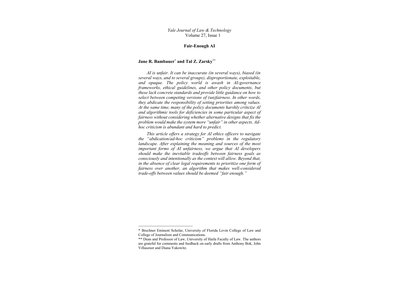 Yale Journal of Law & Technology
Volume 27, Issue 1
Fair-Enough AI
Jane R. Bambauer* and Tal Z. Zarsky**
AI is unfair. It can be inaccurate (in several ways), biased (in
several ways, and to several groups), disproportionate, exploitable,
and opaque. The policy world is awash in AI-governance
frameworks, ethical guidelines, and other policy documents, but
these lack concrete standards and provide little guidance on how to
select between competing versions of (un)fairness. In other words,
they abdicate the responsibility of setting priorities among values.
At the same time, many of the policy documents harshly criticize AI
and algorithmic tools for deficiencies in some particular aspect of
fairness without considering whether alternative designs that fix the
problem would make the system more "unfair" in other aspects. Ad-
hoc criticism is abundant and hard to predict.
This article offers a strategy for AI ethics officers to navigate
the "abdication/ad-hoc criticism" problems in the regulatory
landscape. After explaining the meaning and sources of the most
important forms of AI unfairness, we argue that AI developers
should make the inevitable tradeoffs between fairness goals as
consciously and intentionally as the context will allow. Beyond that,
in the absence of clear legal requirements to prioritize one form of
fairness over another, an algorithm that makes well-considered
trade-offs between values should be deemed "fair enough."
* Brechner Eminent Scholar, University of Florida Levin College of Law and
College of Journalism and Communications.
** Dean and Professor of Law, University of Haifa Faculty of Law. The authors
are grateful for comments and feedback on early drafts from Anthony Bok, John
Villasenor and Diana Yakowitz.